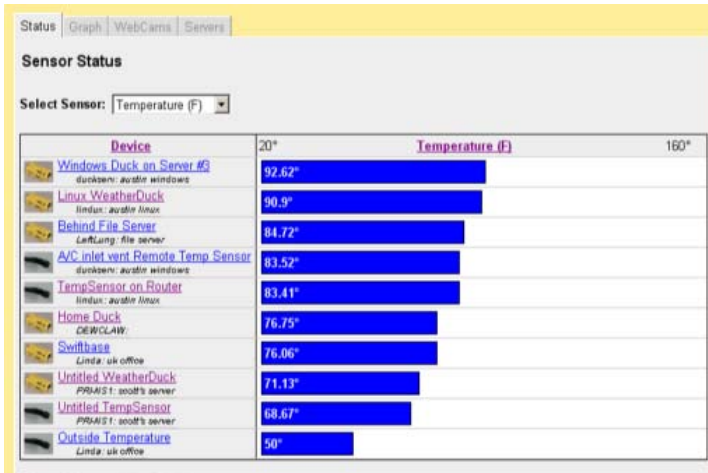 Status Graph WebCams Servers
Sensor Status
Select Sensor: Temperature (F)
Device 20° Temperature (F) 160°
Windows Duck on Server #3 92.62°
duckserv: austin windows
Linux WeatherDuck 90.9°
lindux: austin linux
Behind File Server 84.72°
LeftLung: file server
A/C inlet vent Remote Temp Sensor 83.52°
duckserv: austin windows
TempSensor on Router 83.41°
lindux: austin linux
Home Duck 76.75°
DEWCLAW:
Swiftbase 76.06°
Linda: uk office
Untitled WeatherDuck 71.13°
PRMIS1: scott's server
Untitled TempSensor 68.67°
PRMIS1: scott's server
Outside Temperature 50°
Linda: uk office